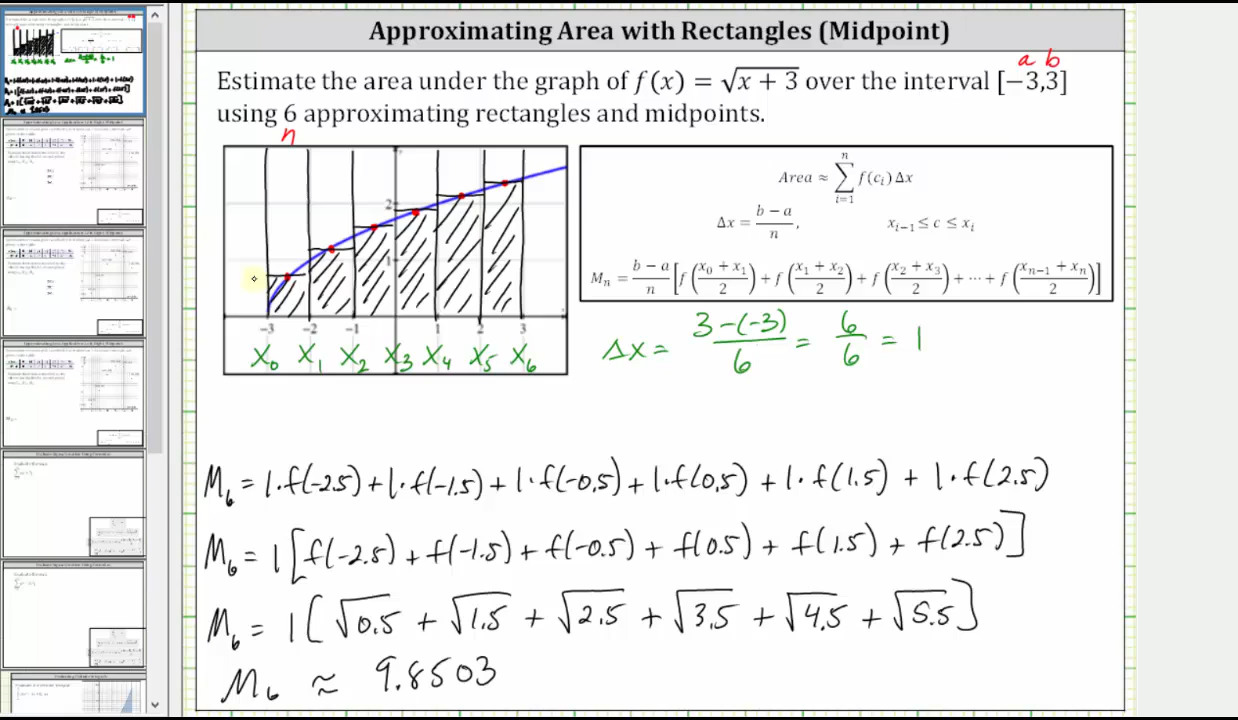 Approximating Area with Rectangles (Midpoint)
a b
Estimate the area under the graph of f(x) = √x + 3 over the interval [−3,3]
using 6 approximating rectangles and midpoints.
n
2
1
-3 -2 -1 1 2 3
X₀ X₁ X₂ X₃ X₄ X₅ X₆
Area ≈ ∑ⁿᵢ₌₁ f(cᵢ) Δx
Δx = (b − a)/n, xᵢ₋₁ ≤ c ≤ xᵢ
Mₙ = (b − a)/n [f((x₀ + x₁)/2) + f((x₁ + x₂)/2) + f((x₂ + x₃)/2) + ⋯ + f((xₙ₋₁ + xₙ)/2)]
Δx = (3-(-3))/6 = 6/6 = 1
M₆ = 1·f(-2.5) + 1·f(-1.5) + 1·f(-0.5) + 1·f(0.5) + 1·f(1.5) + 1·f(2.5)
M₆ = 1[f(-2.5) + f(-1.5) + f(-0.5) + f(0.5) + f(1.5) + f(2.5)]
M₆ = 1[√0.5 + √1.5 + √2.5 + √3.5 + √4.5 + √5.5]
M₆ ≈ 9.8503